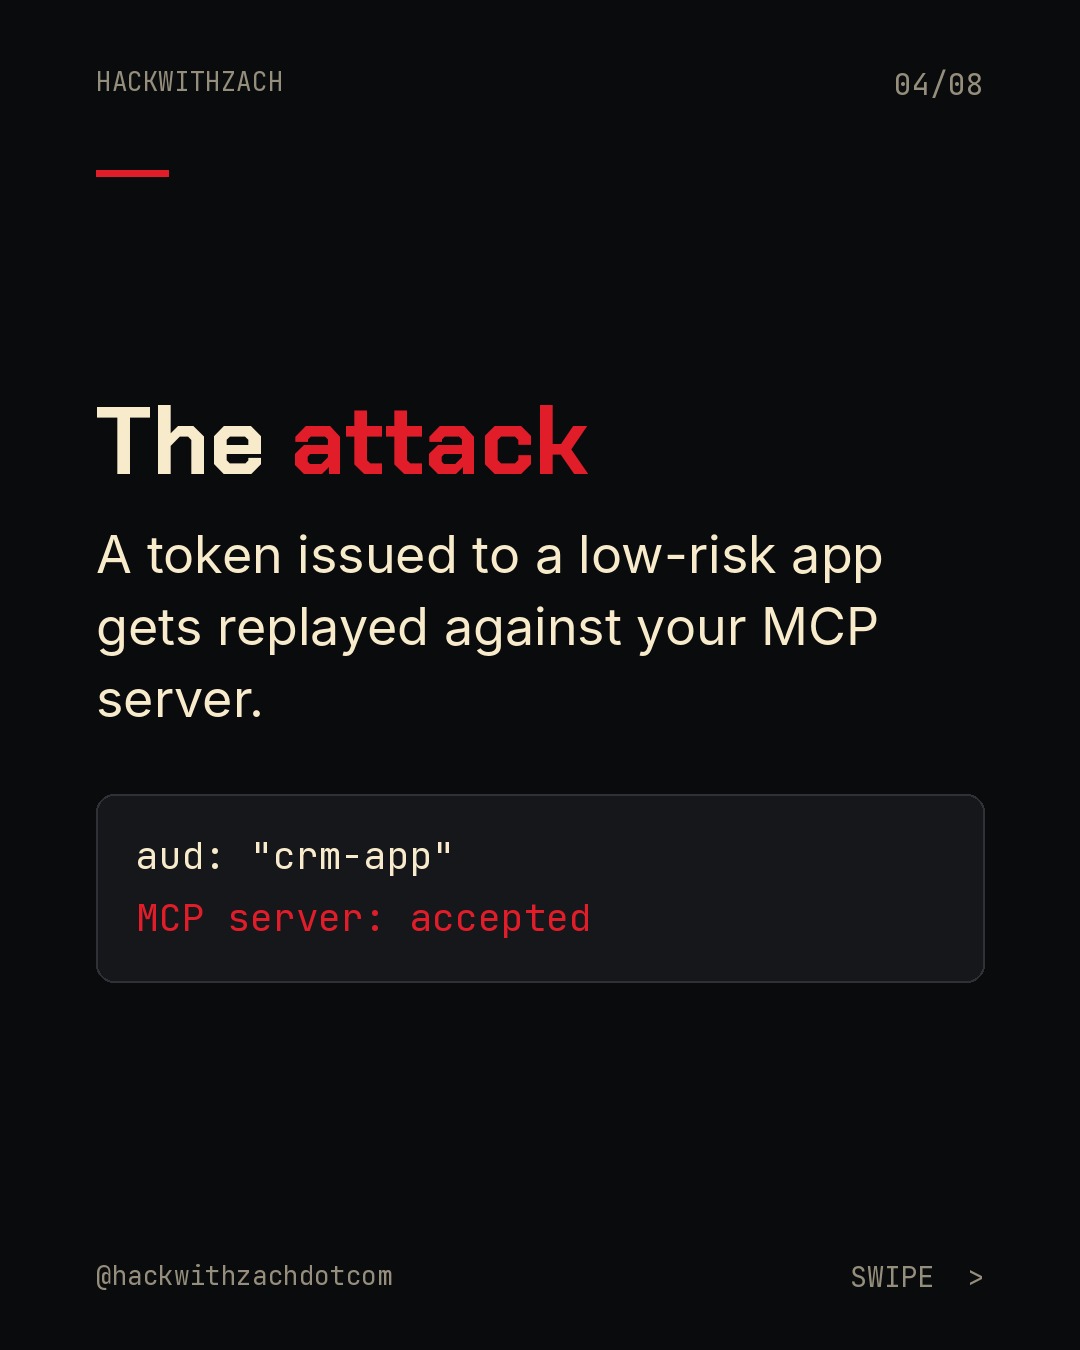 HACKWITHZACH
04/08
The attack
A token issued to a low-risk app
gets replayed against your MCP
server.
aud: "crm-app"
MCP server: accepted
@hackwithzachdotcom
SWIPE >